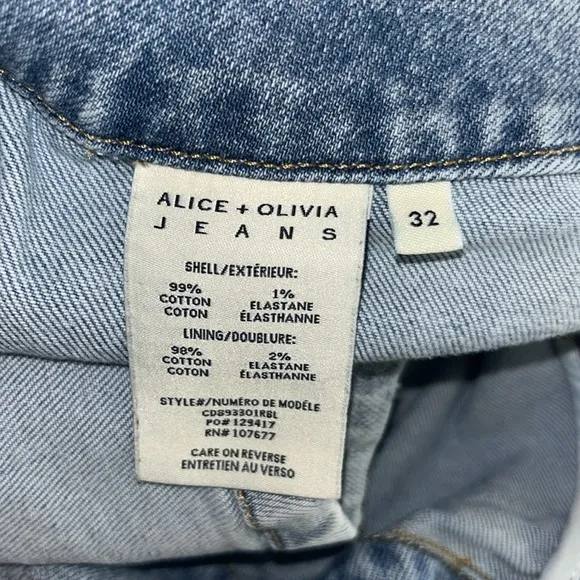 ALICE + OLIVIA
JEANS
32
SHELL/EXTÉRIEUR:
99% 1%
COTTON ELASTANE
COTON ÉLASTHANNE
LINING/DOUBLURE:
98% 2%
COTTON ELASTANE
COTON ÉLASTHANNE
STYLE#/NUMÉRO DE MODÈLE
CD893301RBL
PO# 129417
RN# 107677
CARE ON REVERSE
ENTRETIEN AU VERSO